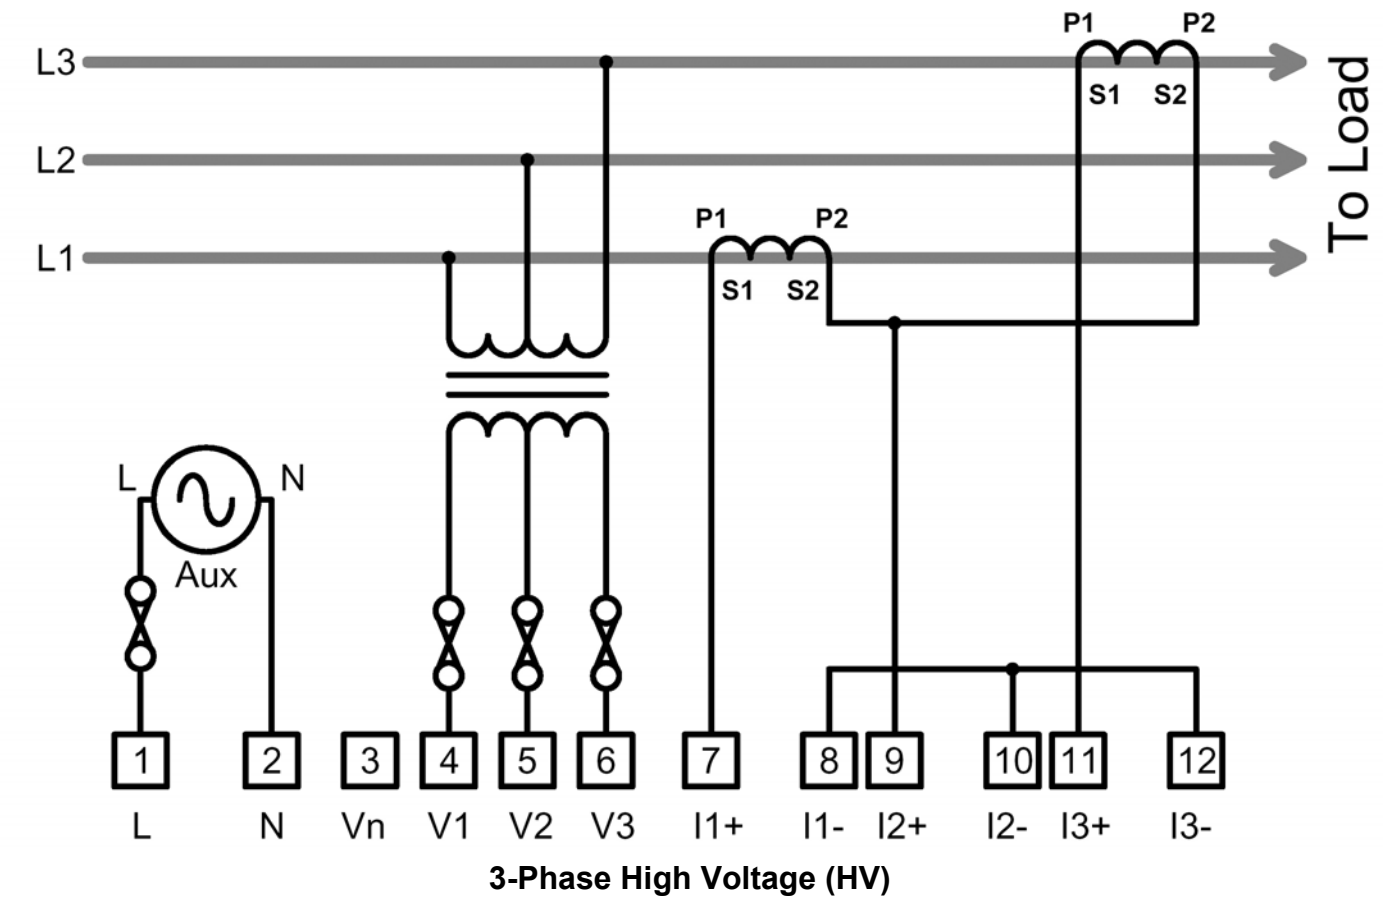 P1 P2
L3
S1 S2
To Load
L2
P1 P2
L1
S1 S2
L N
Aux
1 2 3 4 5 6 7 8 9 10 11 12
L N Vn V1 V2 V3 I1+ I1- I2+ I2- I3+ I3-
3-Phase High Voltage (HV)